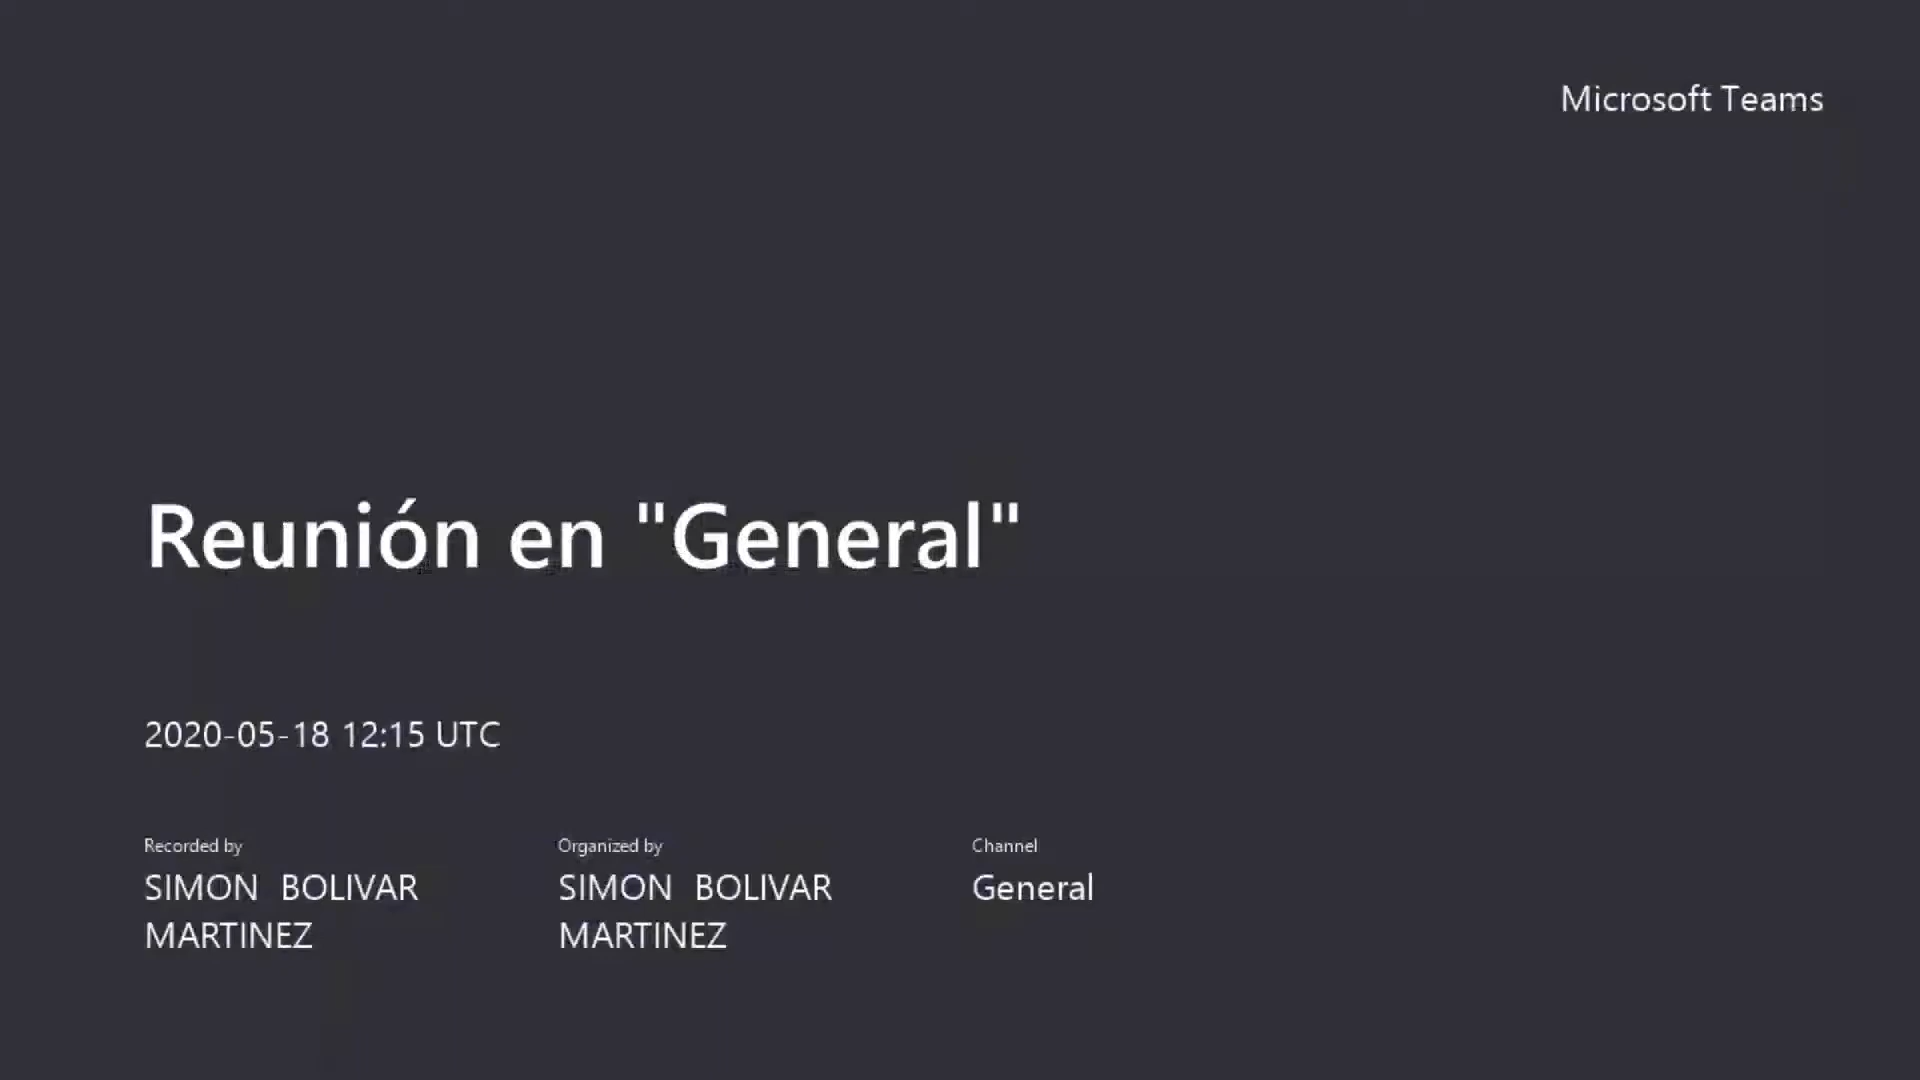 Microsoft Teams
Reunión en "General"
2020-05-18 12:15 UTC
Recorded by
SIMON BOLIVAR
MARTINEZ
Organized by
SIMON BOLIVAR
MARTINEZ
Channel
General